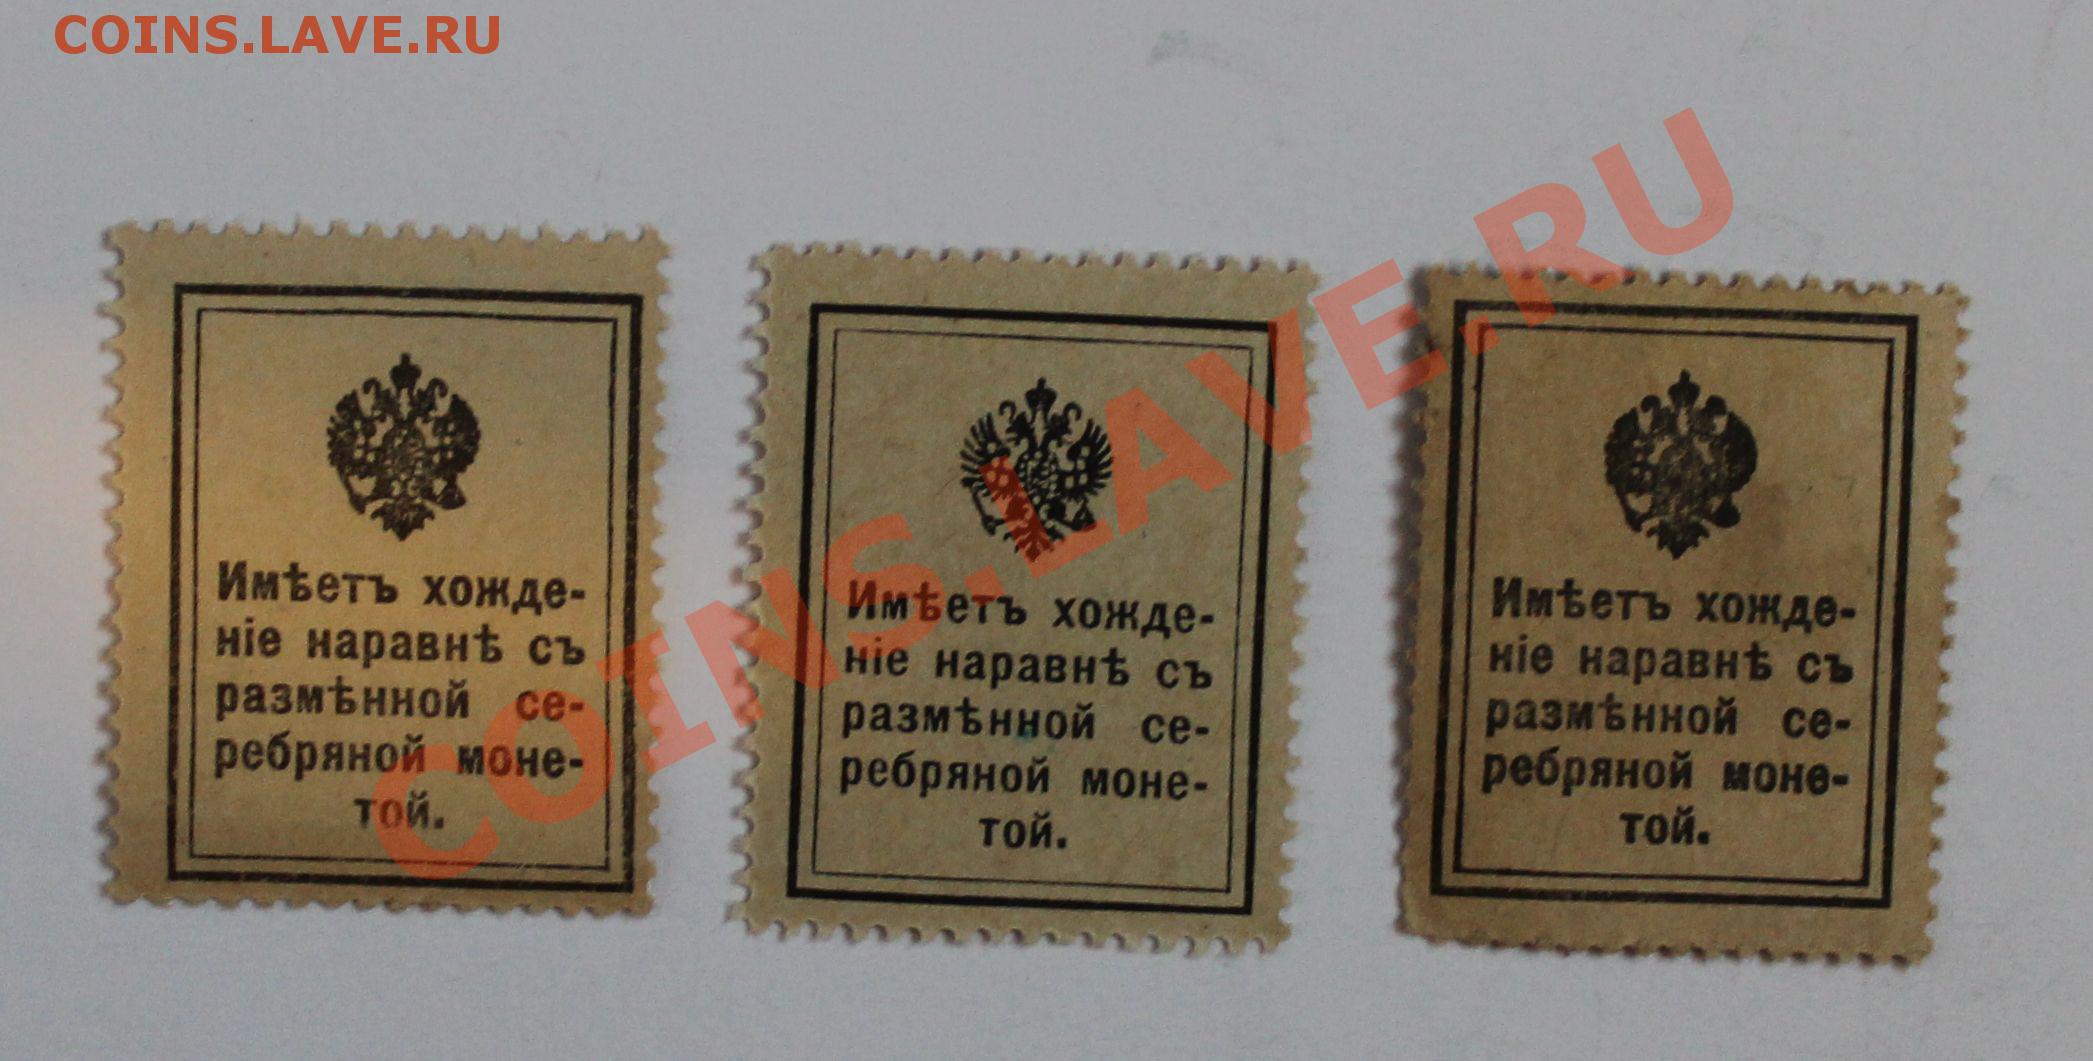 COINS.LAVE.RU
Имѣетъ хожде-
ніе наравнѣ съ
размѣнной се-
ребряной моне-
той.
Имѣетъ хожде-
ніе наравнѣ съ
размѣнной се-
ребряной моне-
той.
Имѣетъ хожде-
ніе наравнѣ съ
размѣнной се-
ребряной моне-
той.
COINS.LAVE.RU